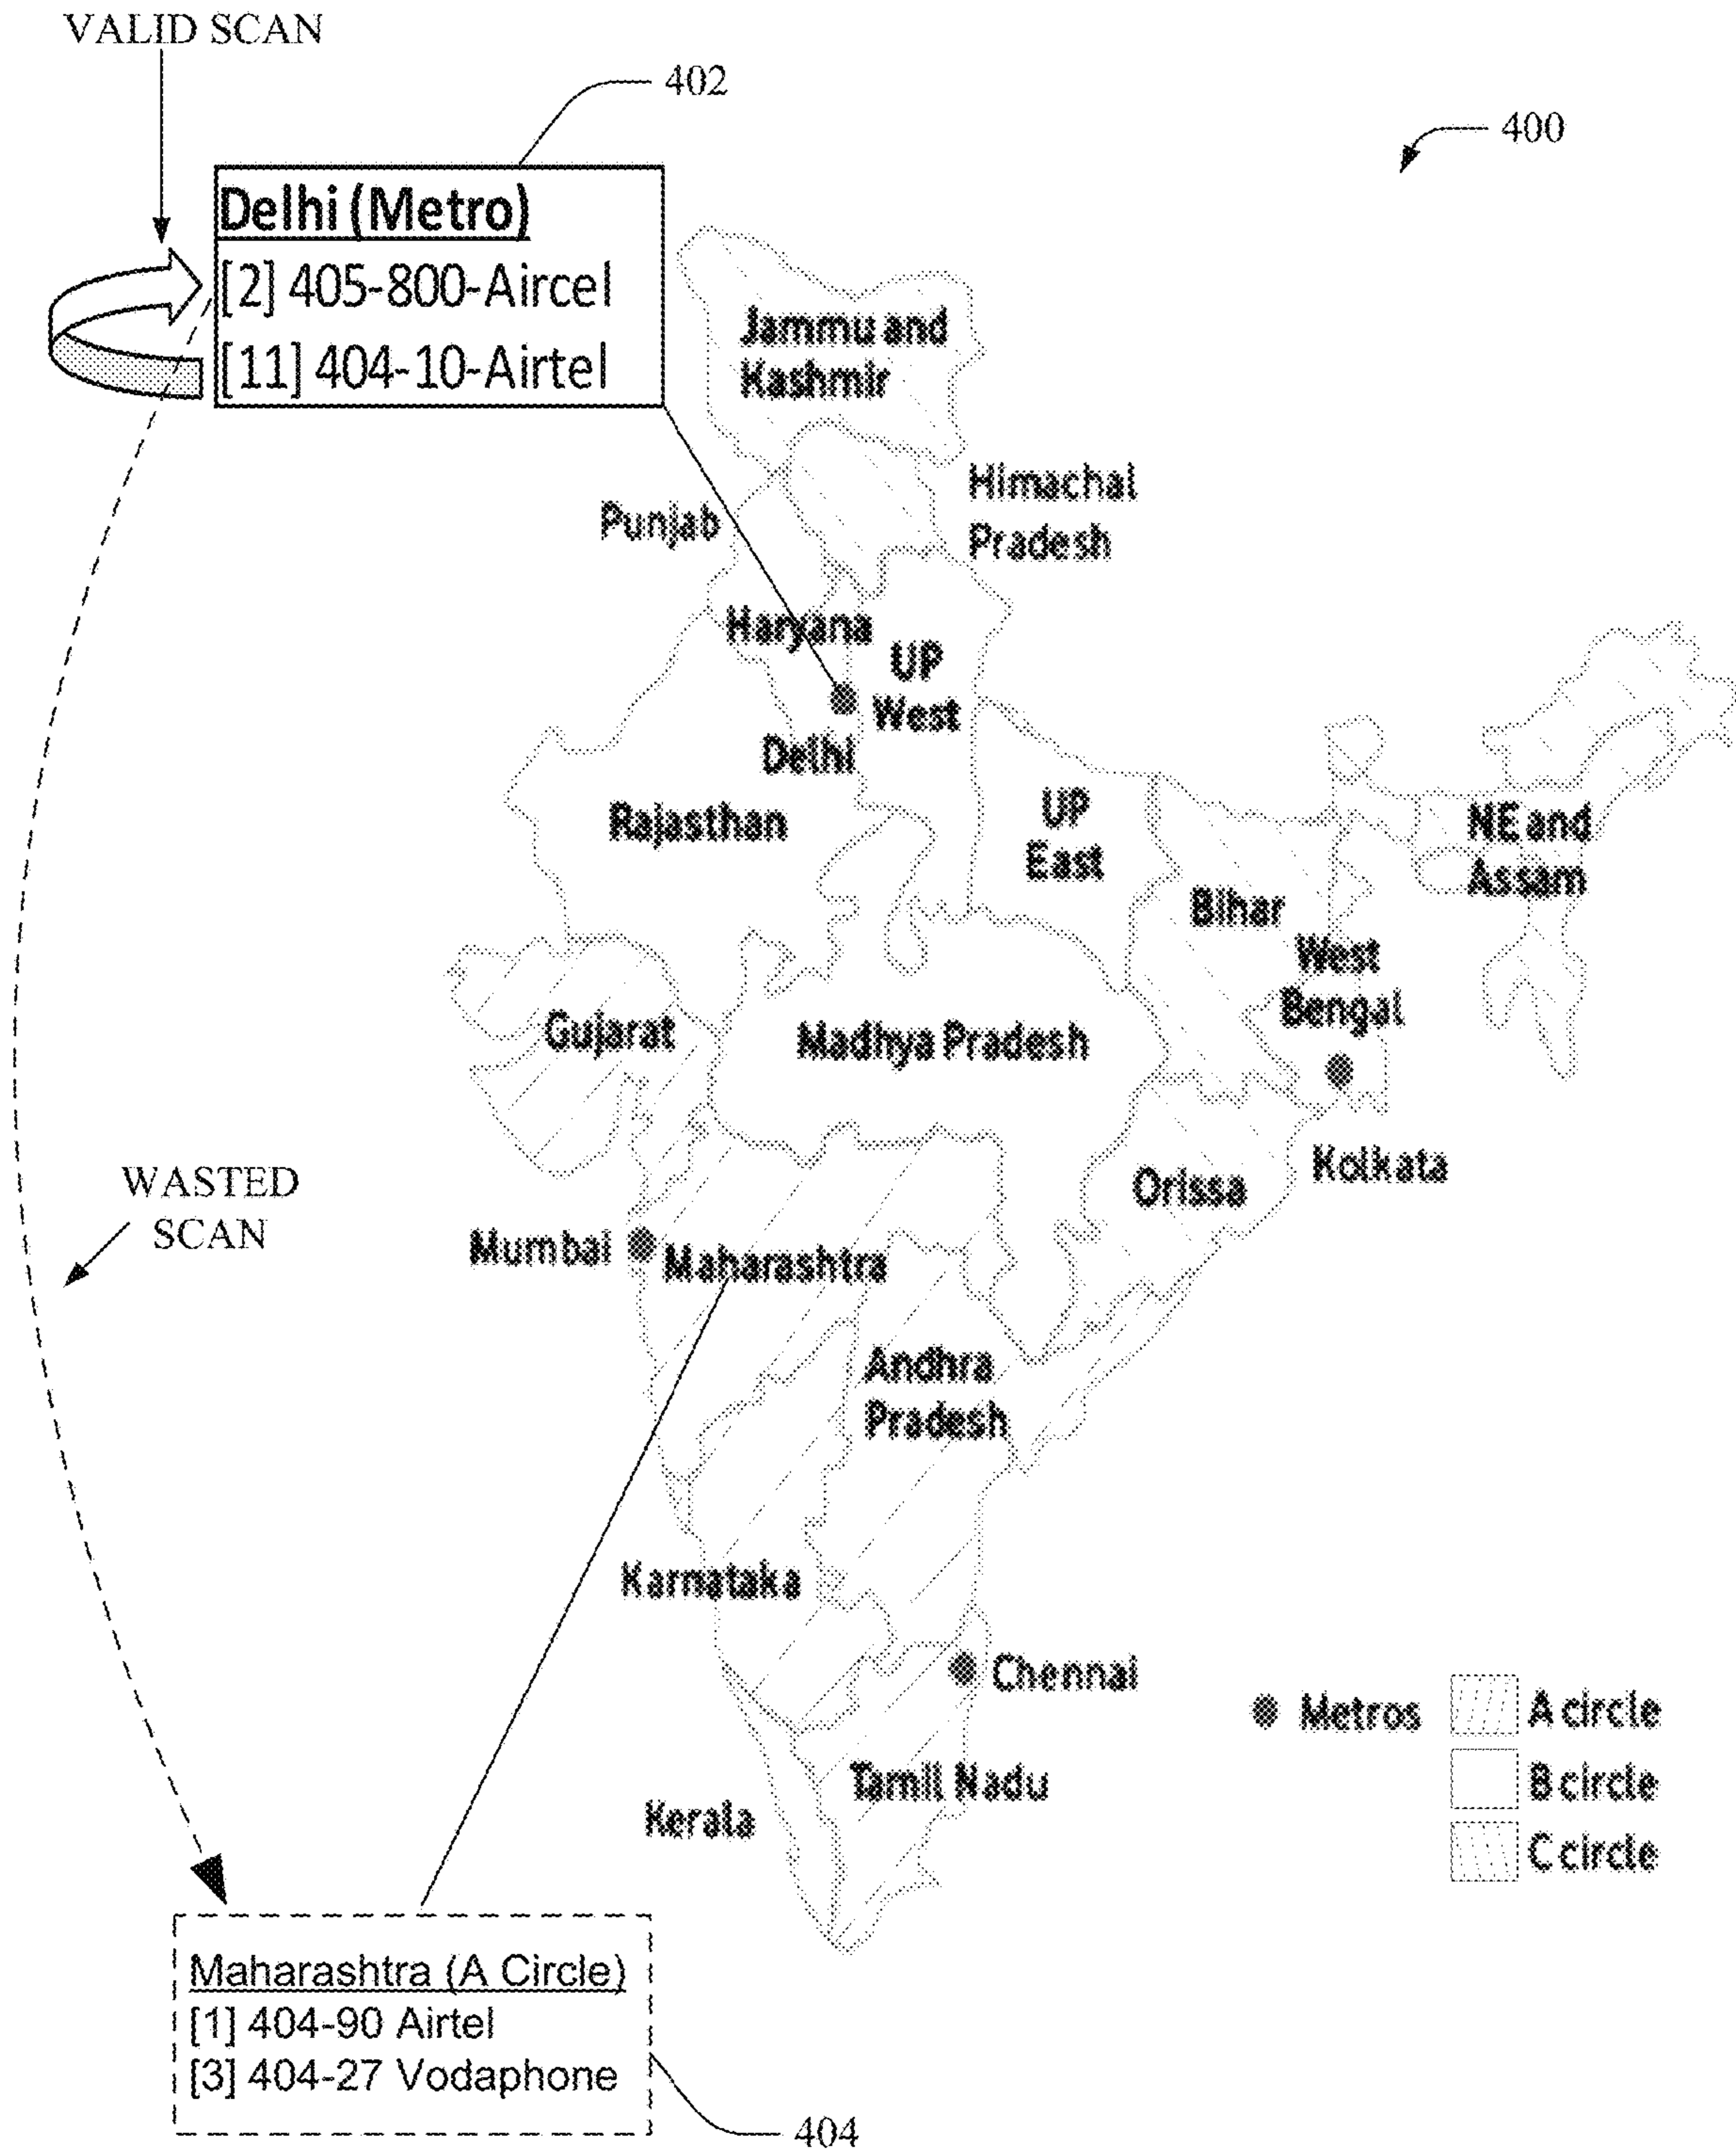 VALID SCAN
402
400
Delhi (Metro)
[2] 405-800-Aircel
[11] 404-10-Airtel
Jammu and
Kashmir
Himachal
Pradesh
Punjab
Haryana
UP
West
Delhi
Rajasthan
UP
East
NE and
Assam
Bihar
West
Bengal
Gujarat
Madhya Pradesh
Kolkata
Orissa
WASTED
SCAN
Mumbai
Maharashtra
Andhra
Pradesh
Karnataka
Chennai
Tamil Nadu
Kerala
Metros
A circle
B circle
C circle
Maharashtra (A Circle)
[1] 404-90 Airtel
[3] 404-27 Vodaphone
404